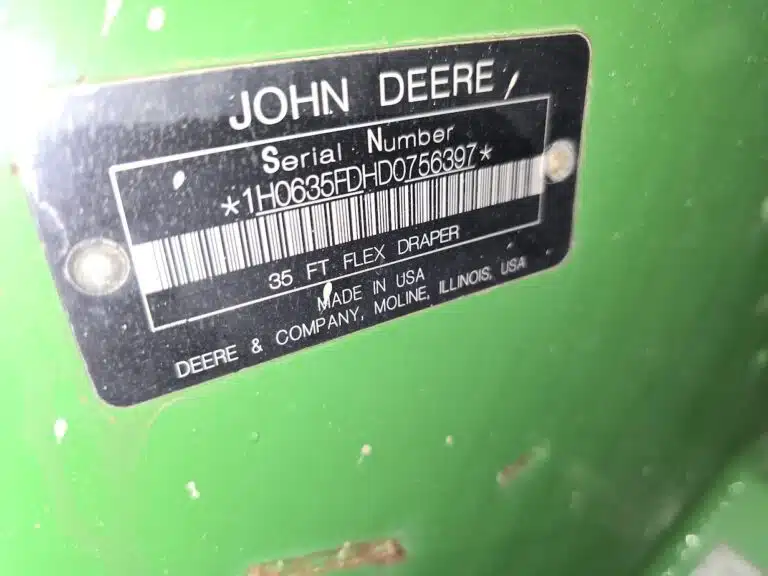 JOHN DEERE
Serial Number
*1H0635FDHD0756397*
35 FT FLEX DRAPER
MADE IN USA
DEERE & COMPANY, MOLINE, ILLINOIS, USA